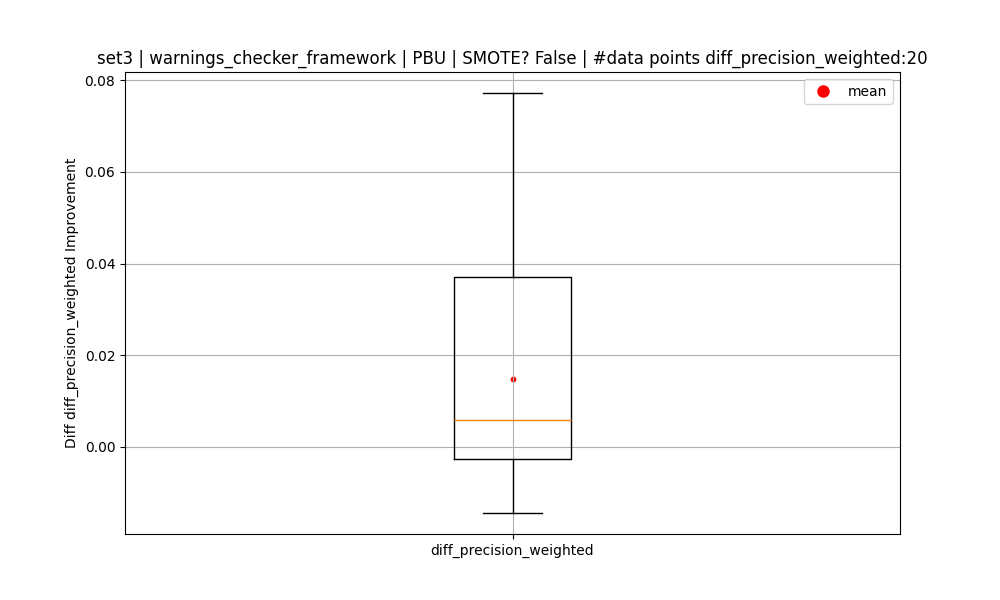 set3 | warnings_checker_framework | PBU | SMOTE? False | #data points diff_precision_weighted:20
mean
0.08
0.06
0.04
0.02
0.00
Diff diff_precision_weighted Improvement
diff_precision_weighted